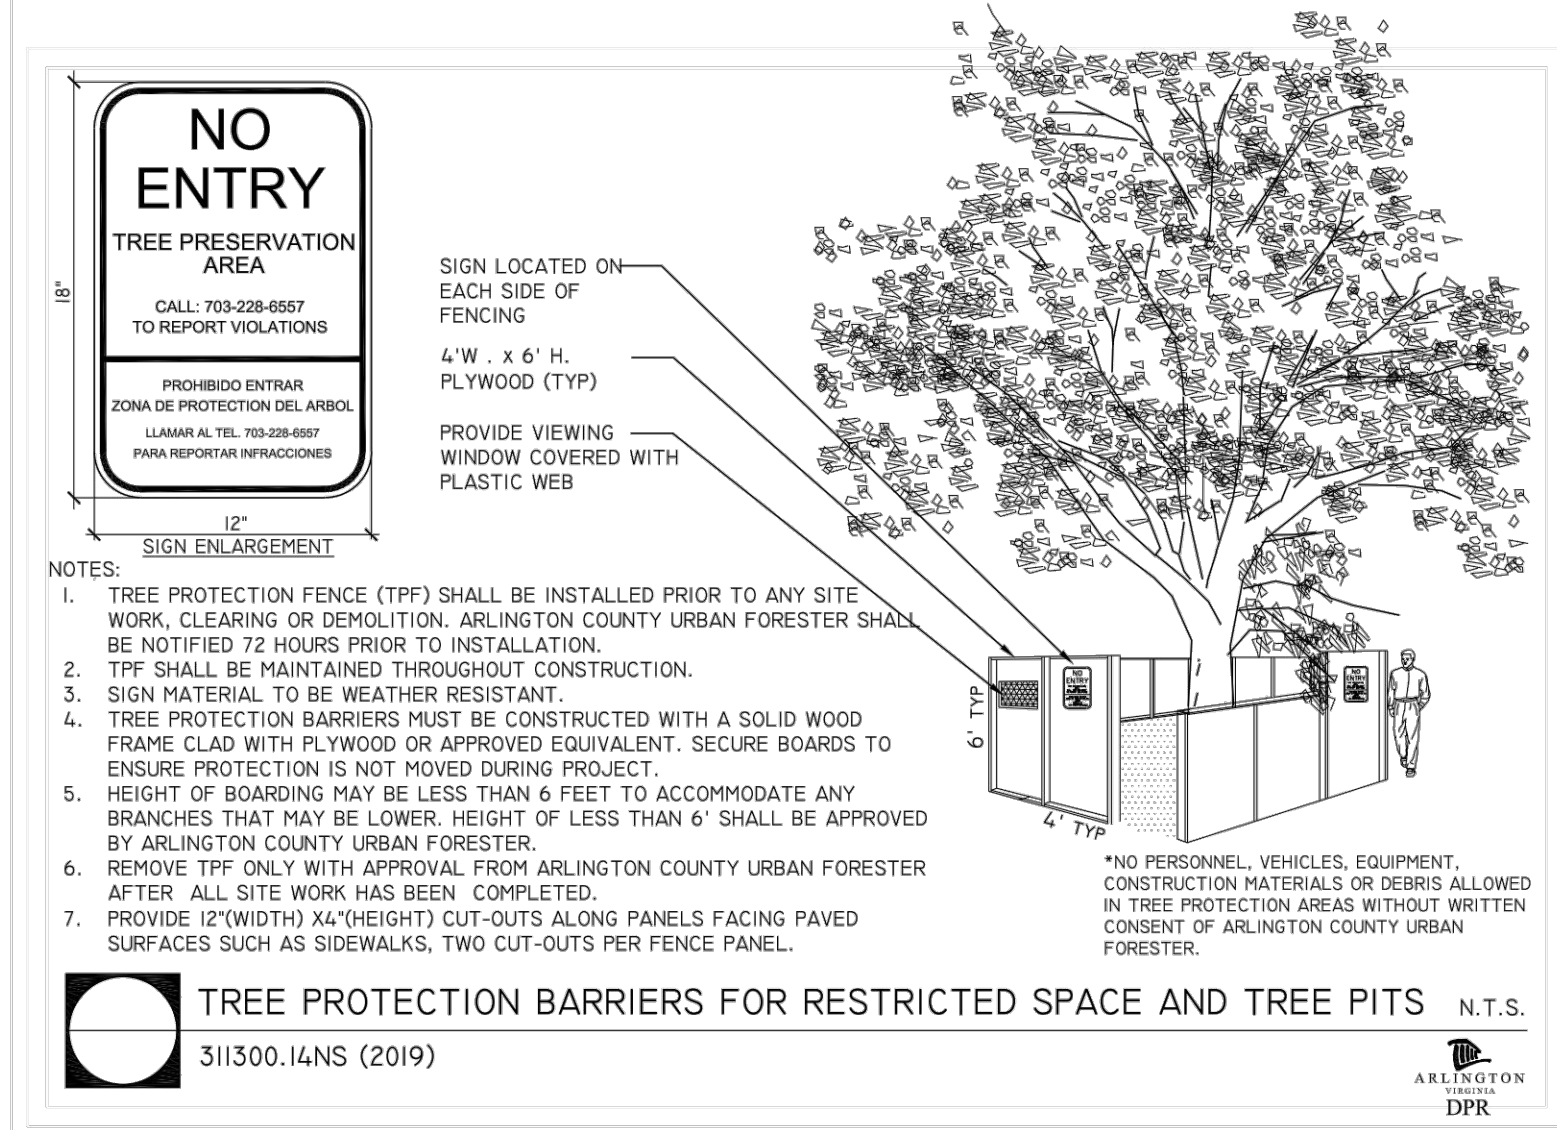 NO
ENTRY
TREE PRESERVATION
AREA
CALL: 703-228-6557
TO REPORT VIOLATIONS
PROHIBIDO ENTRAR
ZONA DE PROTECTION DEL ARBOL
LLAMAR AL TEL. 703-228-6557
PARA REPORTAR INFRACCIONES
18"
12"
SIGN ENLARGEMENT
SIGN LOCATED ON
EACH SIDE OF
FENCING
4'W . x 6' H.
PLYWOOD (TYP)
PROVIDE VIEWING
WINDOW COVERED WITH
PLASTIC WEB
NOTES:
1. TREE PROTECTION FENCE (TPF) SHALL BE INSTALLED PRIOR TO ANY SITE
WORK, CLEARING OR DEMOLITION. ARLINGTON COUNTY URBAN FORESTER SHALL
BE NOTIFIED 72 HOURS PRIOR TO INSTALLATION.
2. TPF SHALL BE MAINTAINED THROUGHOUT CONSTRUCTION.
3. SIGN MATERIAL TO BE WEATHER RESISTANT.
4. TREE PROTECTION BARRIERS MUST BE CONSTRUCTED WITH A SOLID WOOD
FRAME CLAD WITH PLYWOOD OR APPROVED EQUIVALENT. SECURE BOARDS TO
ENSURE PROTECTION IS NOT MOVED DURING PROJECT.
5. HEIGHT OF BOARDING MAY BE LESS THAN 6 FEET TO ACCOMMODATE ANY
BRANCHES THAT MAY BE LOWER. HEIGHT OF LESS THAN 6' SHALL BE APPROVED
BY ARLINGTON COUNTY URBAN FORESTER.
6. REMOVE TPF ONLY WITH APPROVAL FROM ARLINGTON COUNTY URBAN FORESTER
AFTER ALL SITE WORK HAS BEEN COMPLETED.
7. PROVIDE 12"(WIDTH) X4"(HEIGHT) CUT-OUTS ALONG PANELS FACING PAVED
SURFACES SUCH AS SIDEWALKS, TWO CUT-OUTS PER FENCE PANEL.
NO
ENTRY
NO
ENTRY
6' TYP
4' TYP
*NO PERSONNEL, VEHICLES, EQUIPMENT,
CONSTRUCTION MATERIALS OR DEBRIS ALLOWED
IN TREE PROTECTION AREAS WITHOUT WRITTEN
CONSENT OF ARLINGTON COUNTY URBAN
FORESTER.
TREE PROTECTION BARRIERS FOR RESTRICTED SPACE AND TREE PITS N.T.S.
311300.14NS (2019)
ARLINGTON
VIRGINIA
DPR